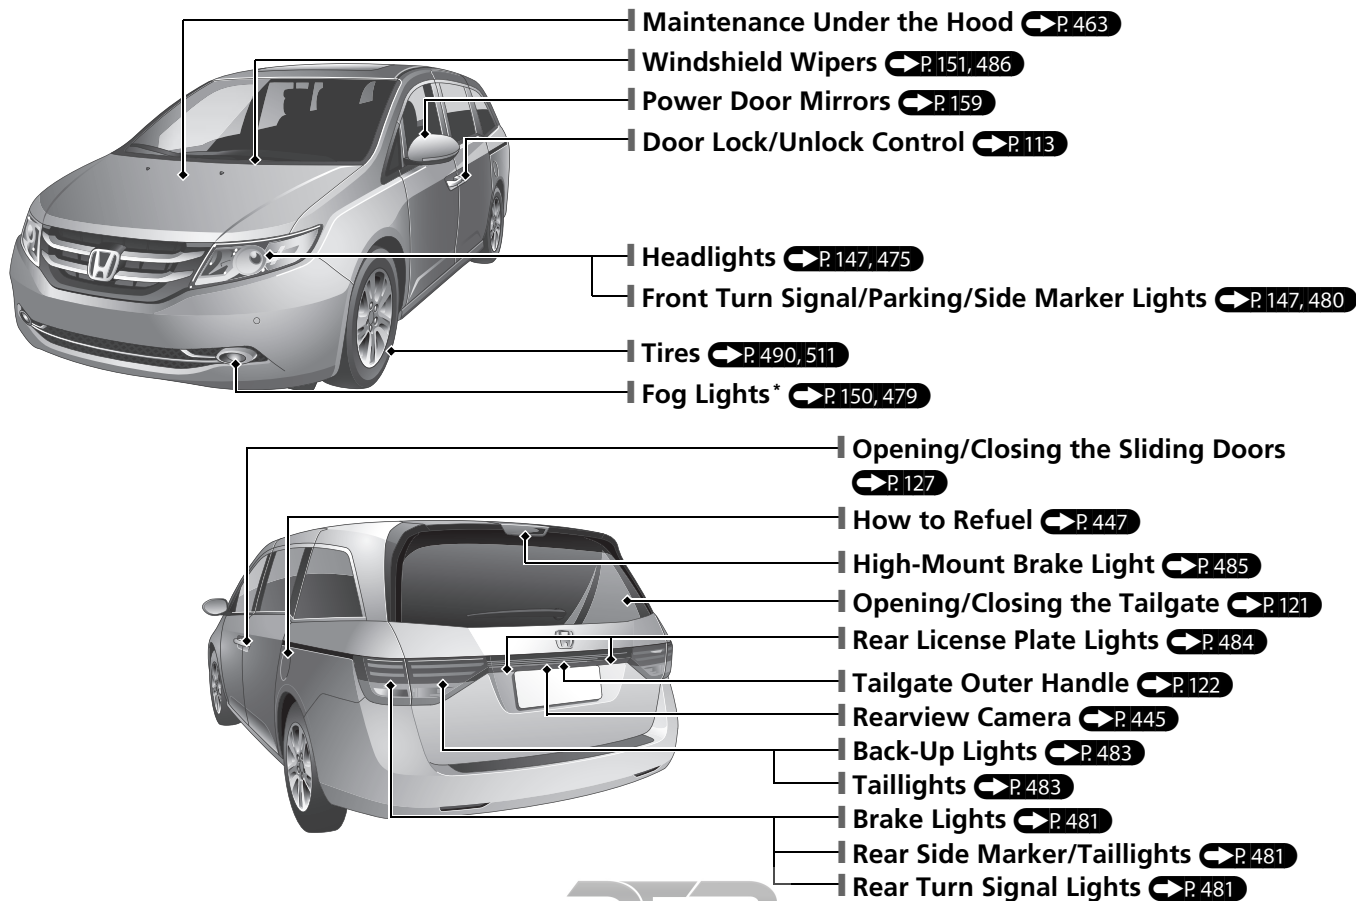 Maintenance Under the Hood P. 463
Windshield Wipers P. 151, 486
Power Door Mirrors P. 159
Door Lock/Unlock Control P. 113
Headlights P. 147, 475
Front Turn Signal/Parking/Side Marker Lights P. 147, 480
Tires P. 490, 511
Fog Lights* P. 150, 479
Opening/Closing the Sliding Doors
P. 127
How to Refuel P. 447
High-Mount Brake Light P. 485
Opening/Closing the Tailgate P. 121
Rear License Plate Lights P. 484
Tailgate Outer Handle P. 122
Rearview Camera P. 445
Back-Up Lights P. 483
Taillights P. 483
Brake Lights P. 481
Rear Side Marker/Taillights P. 481
Rear Turn Signal Lights P. 481